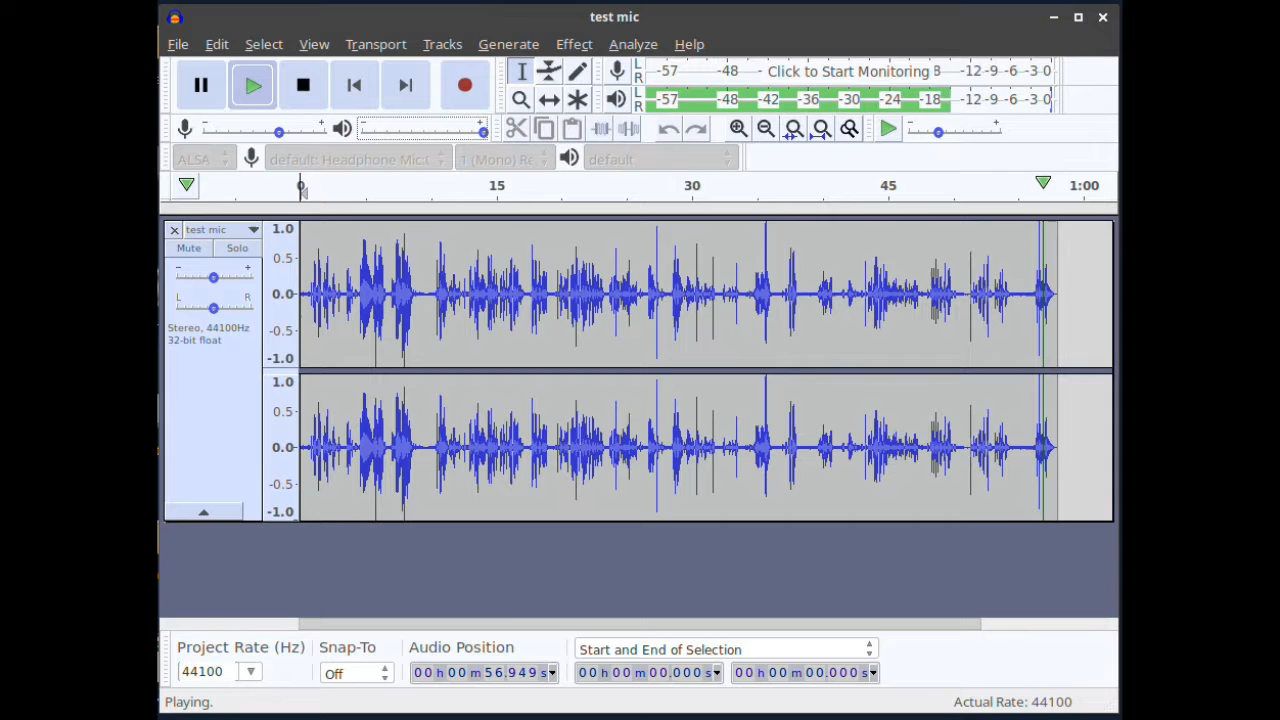 test mic
File Edit Select View Transport Tracks Generate Effect Analyze Help
L R -57 -48 Click to Start Monitoring 8 -12 -9 -6 -3 0
L R -57 -48 -42 -36 -30 -24 -18 -12 -9 -6 -3 0
- + - + - +
ALSA default: Headphone Mic: 1 (Mono) Re default
0 15 30 45 1:00
test mic
Mute Solo
- +
L R
Stereo, 44100Hz
32-bit float
1.0
0.5
0.0
-0.5
-1.0
1.0
0.5
0.0
-0.5
-1.0
Project Rate (Hz) Snap-To Audio Position Start and End of Selection
44100 Off 00 h 00 m 56.949 s 00 h 00 m 00.000 s 00 h 00 m 00.000 s
Playing. Actual Rate: 44100